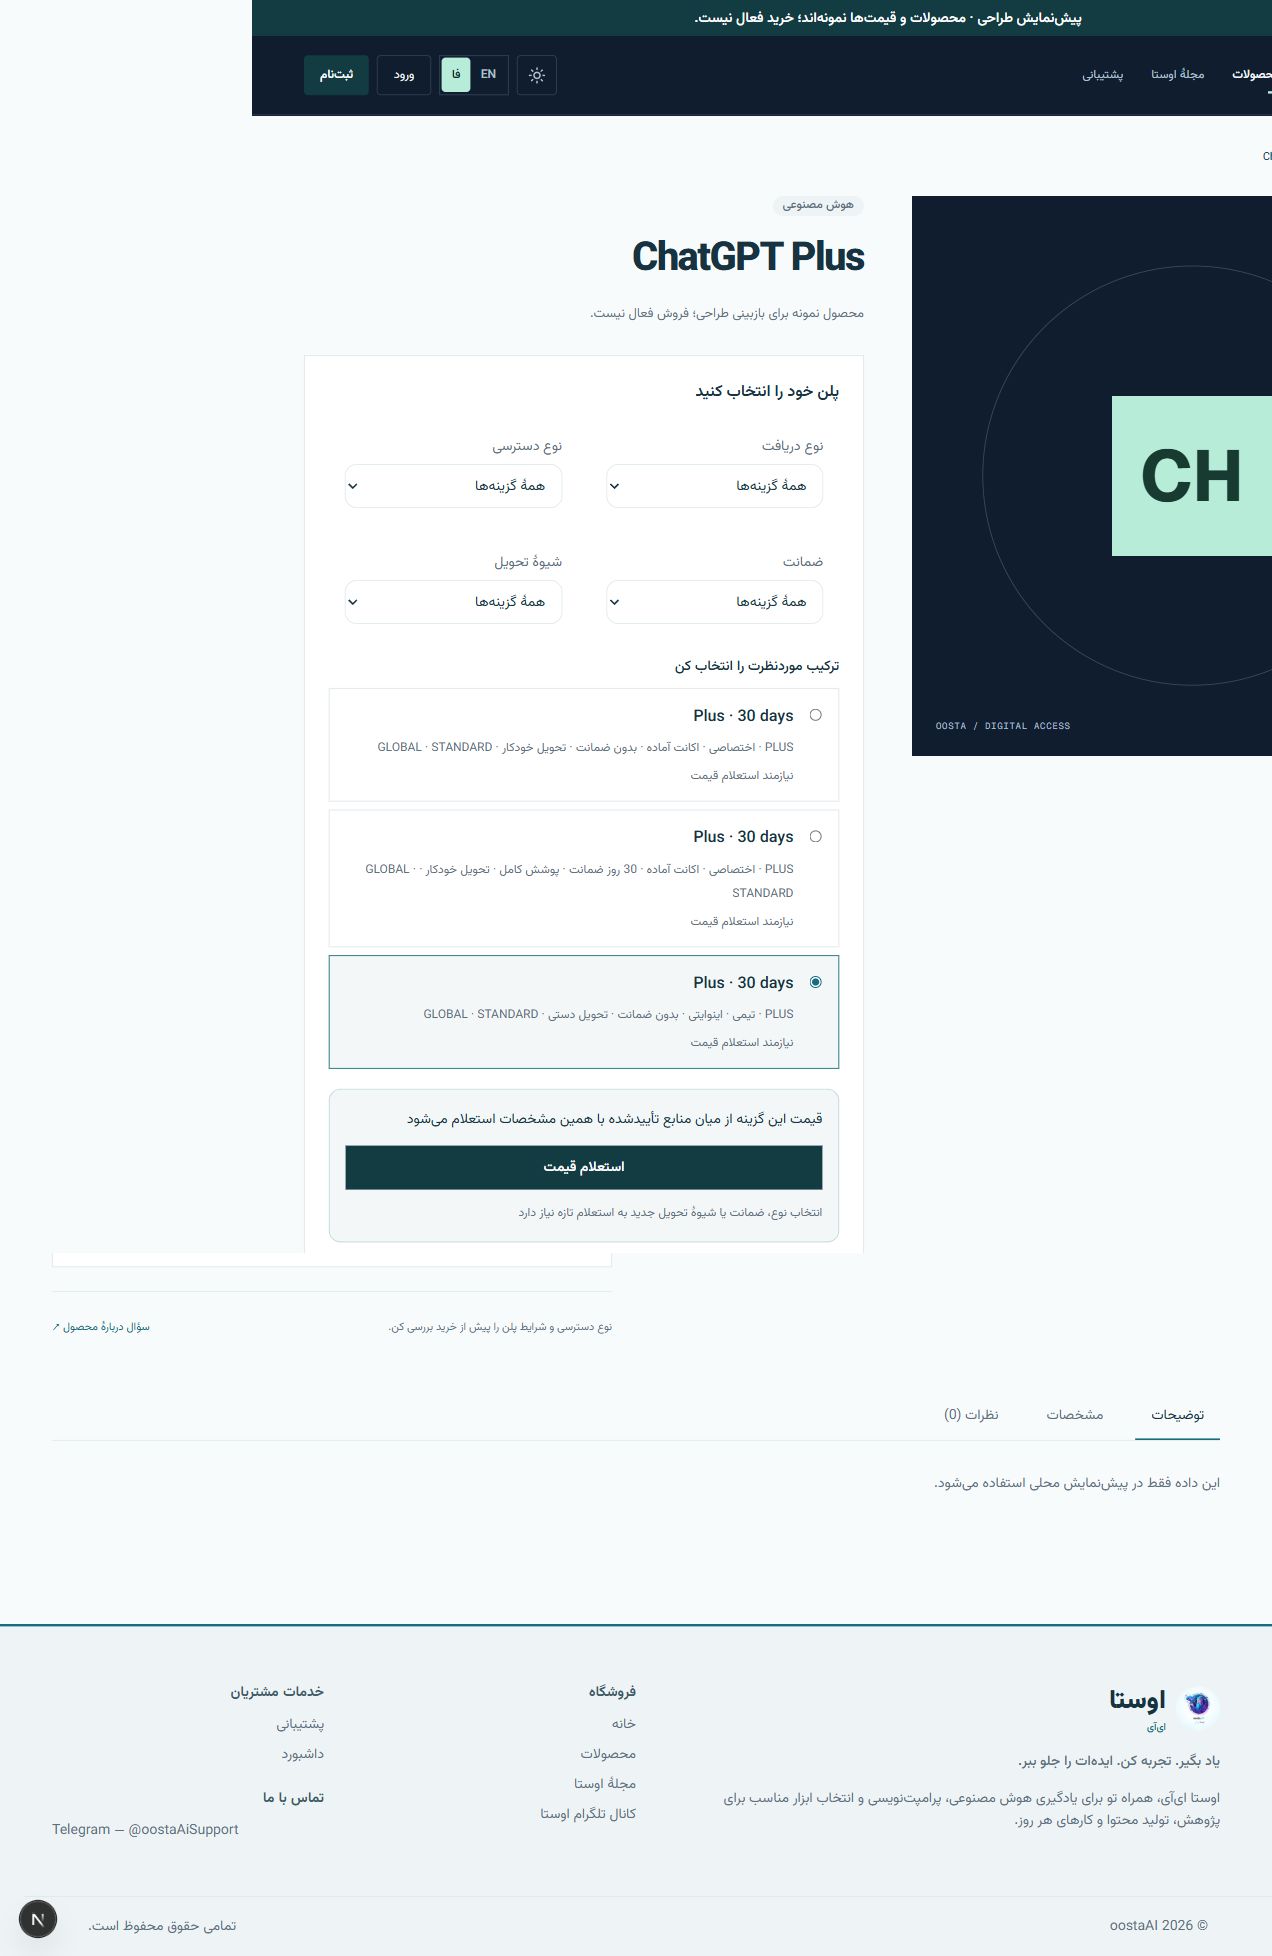 پیش‌نمایش طراحی · محصولات و قیمت‌ها نمونه‌اند؛ خرید فعال نیست.
محصولات
مجلهٔ اوستا
پشتیبانی
EN
فا
ورود
ثبت‌نام
هوش مصنوعی
ChatGPT Plus
محصول نمونه برای بازبینی طراحی؛ فروش فعال نیست.
CH
OOSTA / DIGITAL ACCESS
پلن خود را انتخاب کنید
نوع دریافت
نوع دسترسی
همهٔ گزینه‌ها
همهٔ گزینه‌ها
ضمانت
شیوهٔ تحویل
همهٔ گزینه‌ها
همهٔ گزینه‌ها
ترکیب موردنظرت را انتخاب کن
Plus · 30 days
PLUS · اختصاصی · اکانت آماده · بدون ضمانت · تحویل خودکار · GLOBAL · STANDARD
نیازمند استعلام قیمت
Plus · 30 days
PLUS · اختصاصی · اکانت آماده · 30 روز ضمانت · پوشش کامل · تحویل خودکار · GLOBAL ·
STANDARD
نیازمند استعلام قیمت
Plus · 30 days
PLUS · تیمی · اینوایتی · بدون ضمانت · تحویل دستی · GLOBAL · STANDARD
نیازمند استعلام قیمت
قیمت این گزینه از میان منابع تأییدشده با همین مشخصات استعلام می‌شود
استعلام قیمت
انتخاب نوع، ضمانت یا شیوهٔ تحویل جدید به استعلام تازه نیاز دارد
نوع دسترسی و شرایط پلن را پیش از خرید بررسی کن.
سؤال دربارهٔ محصول ↗
توضیحات
مشخصات
نظرات (0)
این داده فقط در پیش‌نمایش محلی استفاده می‌شود.
اوستا
ای‌آی
یاد بگیر. تجربه کن. ایده‌ات را جلو ببر.
اوستا ای‌آی، همراه تو برای یادگیری هوش مصنوعی، پرامپت‌نویسی و انتخاب ابزار مناسب برای
پژوهش، تولید محتوا و کارهای هر روز.
فروشگاه
خانه
محصولات
مجلهٔ اوستا
کانال تلگرام اوستا
خدمات مشتریان
پشتیبانی
داشبورد
تماس با ما
Telegram — @oostaAiSupport
© 2026 oostaAI
تمامی حقوق محفوظ است.
N